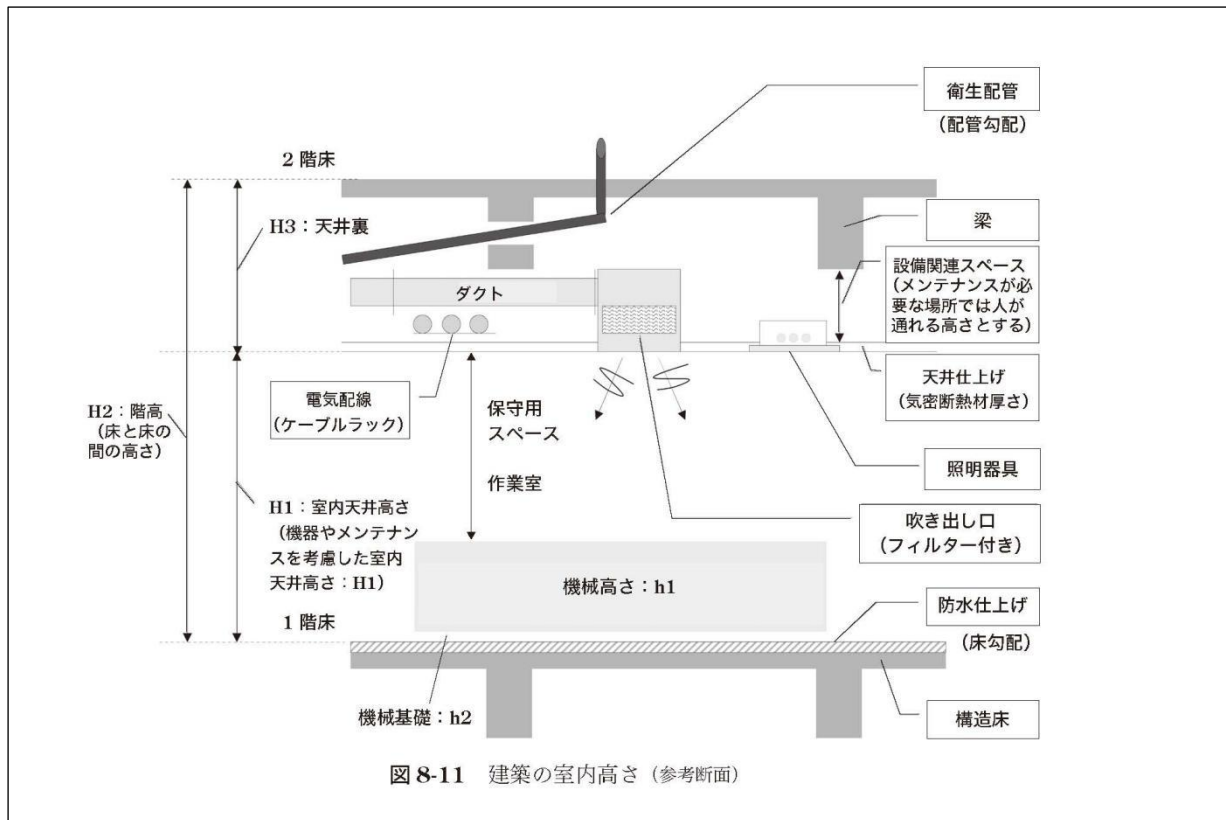 衛生配管
(配管勾配)
2 階床
H3：天井裏
梁
設備関連スペース
(メンテナンスが必
要な場所では人が
通れる高さとする)
ダクト
天井仕上げ
(気密断熱材厚さ)
電気配線
(ケーブルラック)
保守用
スペース
作業室
H2：階高
(床と床の
間の高さ)
照明器具
H1：室内天井高さ
(機器やメンテナン
スを考慮した室内
天井高さ：H1)
吹き出し口
(フィルター付き)
機械高さ：h1
1 階床
防水仕上げ
(床勾配)
機械基礎：h2
構造床
図 8-11 建築の室内高さ (参考断面)